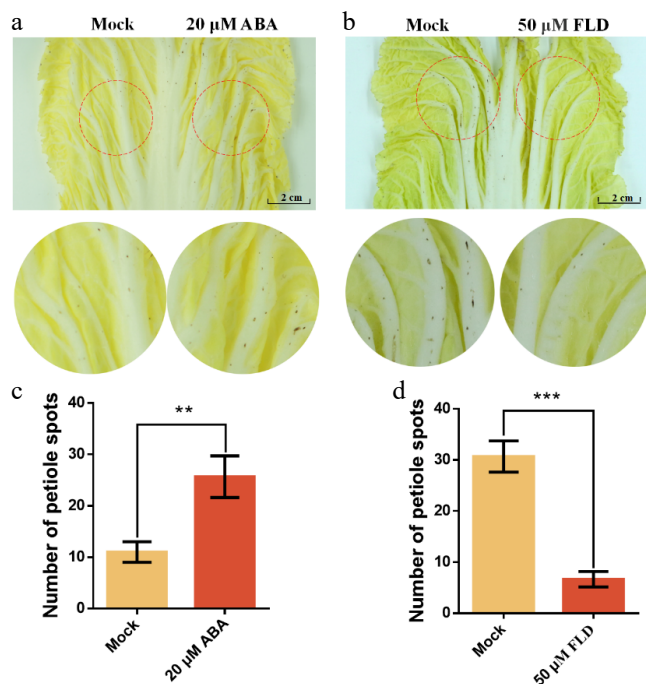 a
Mock 20 µM ABA
2 cm
b
Mock 50 µM FLD
2 cm
c
Number of petiole spots
40
30
20
10
0
**
Mock
20 µM ABA
d
Number of petiole spots
40
30
20
10
0
***
Mock
50 µM FLD